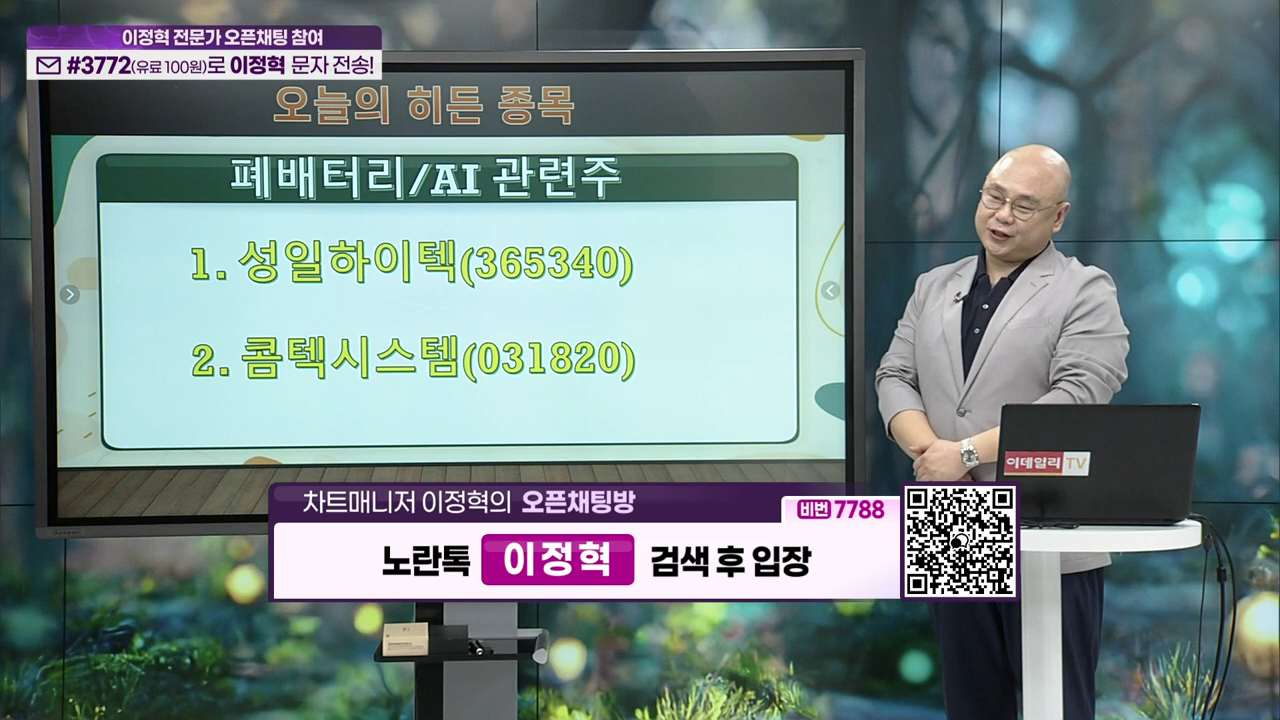 이정혁 전문가 오픈채팅 참여
#3772(유료 100원)로 이정혁 문자 전송!
오늘의 히든 종목
폐배터리/AI 관련주
1. 성일하이텍(365340)
2. 콤텍시스템(031820)
이데일리 TV
차트매니저 이정혁의 오픈채팅방
비번 7788
노란톡 이정혁 검색 후 입장